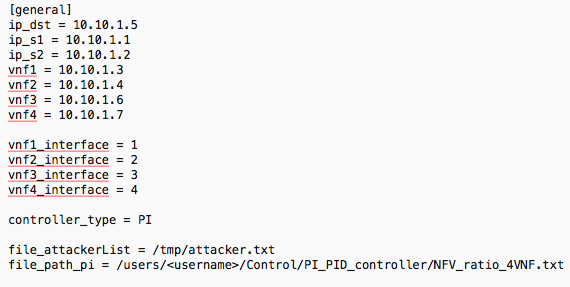 [general]
ip_dst = 10.10.1.5
ip_s1 = 10.10.1.1
ip_s2 = 10.10.1.2
vnf1 = 10.10.1.3
vnf2 = 10.10.1.4
vnf3 = 10.10.1.6
vnf4 = 10.10.1.7
vnf1_interface = 1
vnf2_interface = 2
vnf3_interface = 3
vnf4_interface = 4
controller_type = PI
file_attackerList = /tmp/attacker.txt
file_path_pi = /users/<username>/Control/PI_PID_controller/NFV_ratio_4VNF.txt